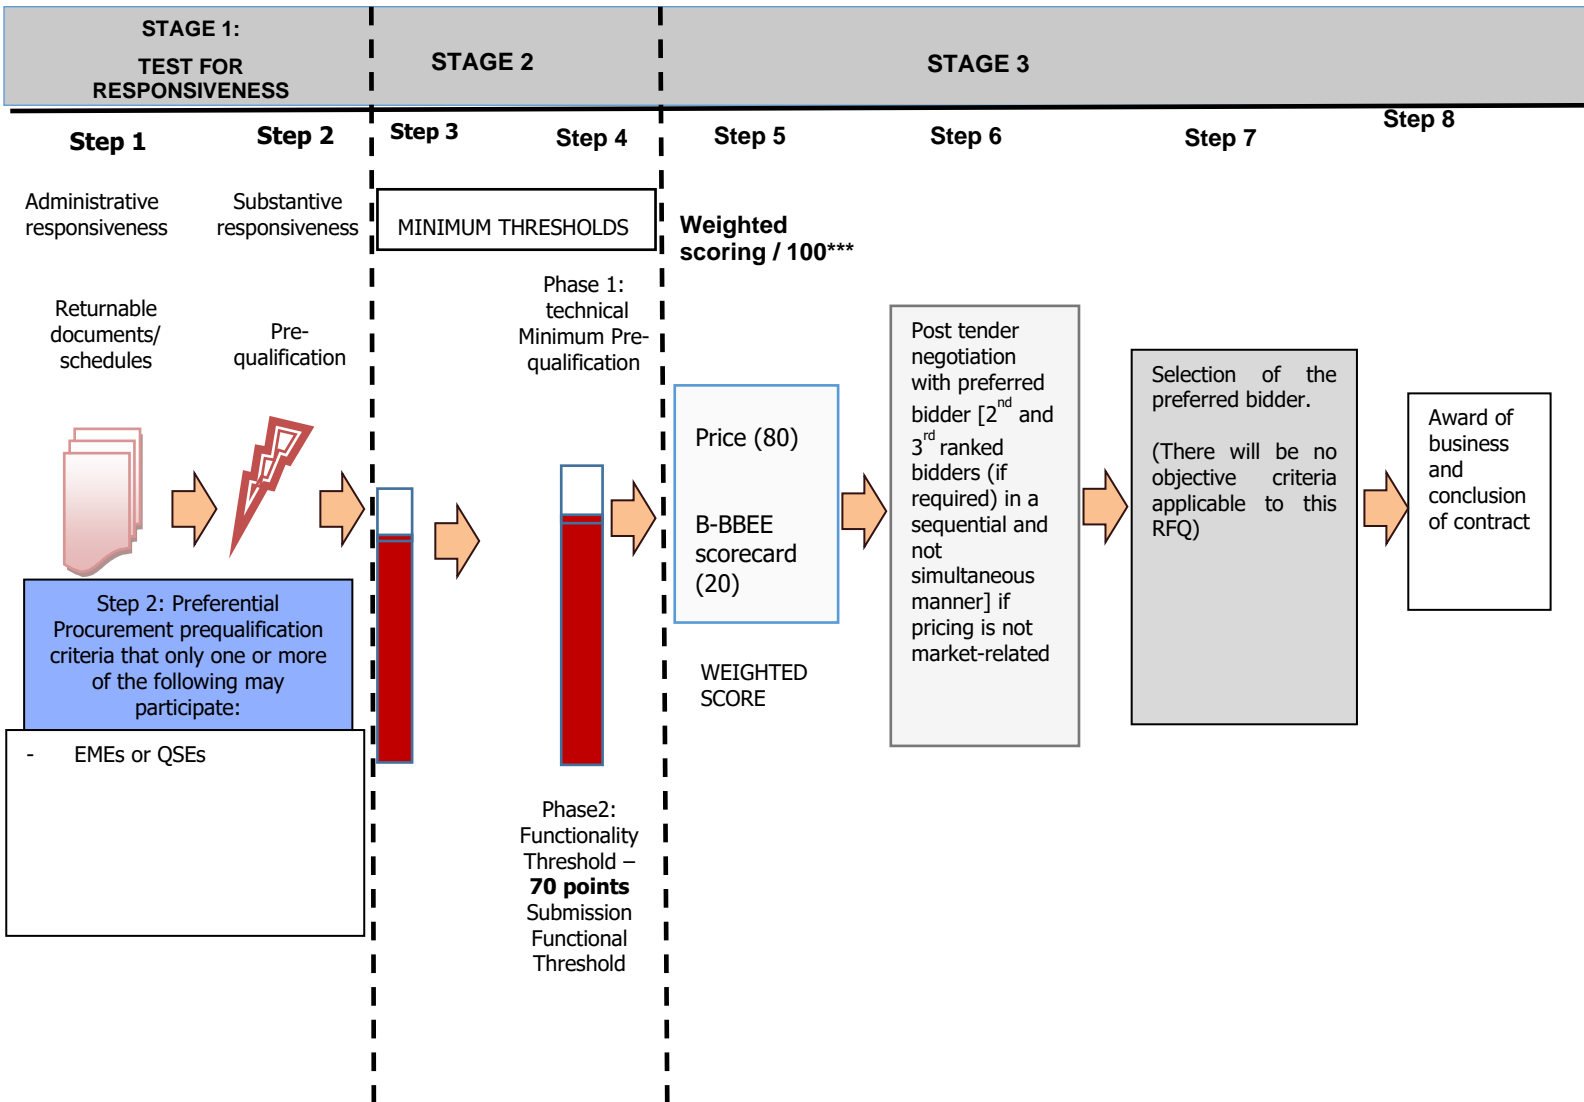 STAGE 1:
TEST FOR
RESPONSIVENESS
STAGE 2
STAGE 3
Step 1
Step 2
Step 3
Step 4
Step 5
Step 6
Step 7
Step 8
Administrative
responsiveness
Substantive
responsiveness
MINIMUM THRESHOLDS
Weighted
scoring / 100***
Returnable
documents/
schedules
Pre-
qualification
Phase 1:
technical
Minimum Pre-
qualification
Price (80)
B-BBEE
scorecard
(20)
WEIGHTED
SCORE
Post tender
negotiation
with preferred
bidder [2nd and
3rd ranked
bidders (if
required) in a
sequential and
not
simultaneous
manner] if
pricing is not
market-related
Selection of the
preferred bidder.
(There will be no
objective criteria
applicable to this
RFQ)
Award of
business
and
conclusion
of contract
Step 2: Preferential
Procurement prequalification
criteria that only one or more
of the following may
participate:
- EMEs or QSEs
Phase2:
Functionality
Threshold –
70 points
Submission
Functional
Threshold